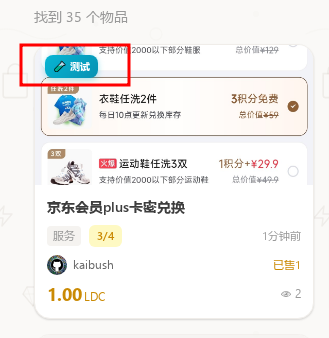 找到 35 个物品
支持价值2000以下部分鞋服 总价值¥129
测试
任洗2件
衣鞋任洗2件 3积分免费
每日10点更新兑换库存 总价值¥59
3双
火爆 运动鞋任洗3双 1积分+¥29.9
支持价值2000以下部分运动鞋 总价值¥49.9
京东会员plus卡密兑换
服务 3/4 1分钟前
kaibush 已售1
1.00 LDC 2